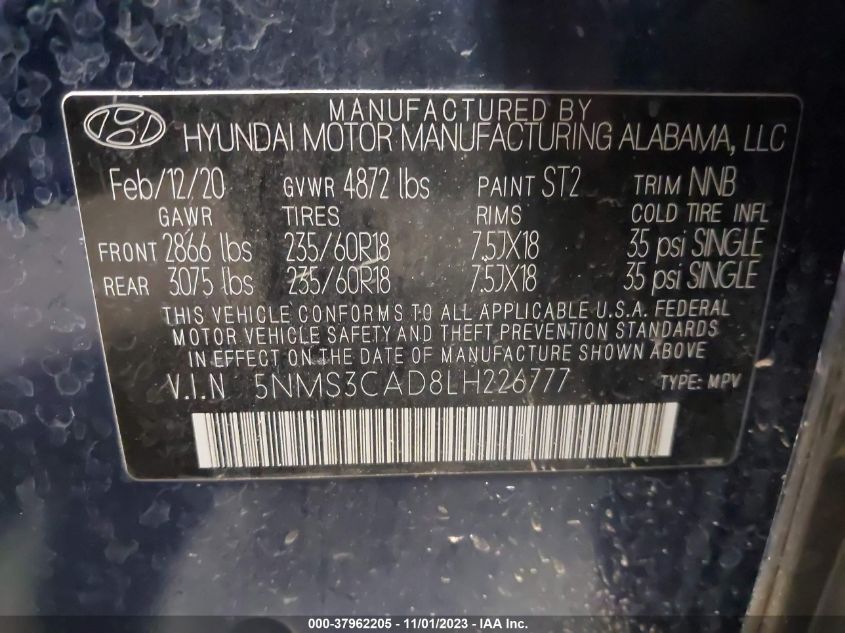 MANUFACTURED BY
HYUNDAI MOTOR MANUFACTURING ALABAMA, LLC
Feb/12/20 GVWR 4872 lbs PAINT ST2 TRIM NNB
GAWR TIRES RIMS COLD TIRE INFL
FRONT 2866 lbs 235/60R18 7.5JX18 35 psi SINGLE
REAR 3075 lbs 235/60R18 7.5JX18 35 psi SINGLE
THIS VEHICLE CONFORMS TO ALL APPLICABLE U.S.A. FEDERAL
MOTOR VEHICLE SAFETY AND THEFT PREVENTION STANDARDS
IN EFFECT ON THE DATE OF MANUFACTURE SHOWN ABOVE
V.I.N 5NMS3CAD8LH226777 TYPE: MPV
000-37962205 - 11/01/2023 - IAA Inc.